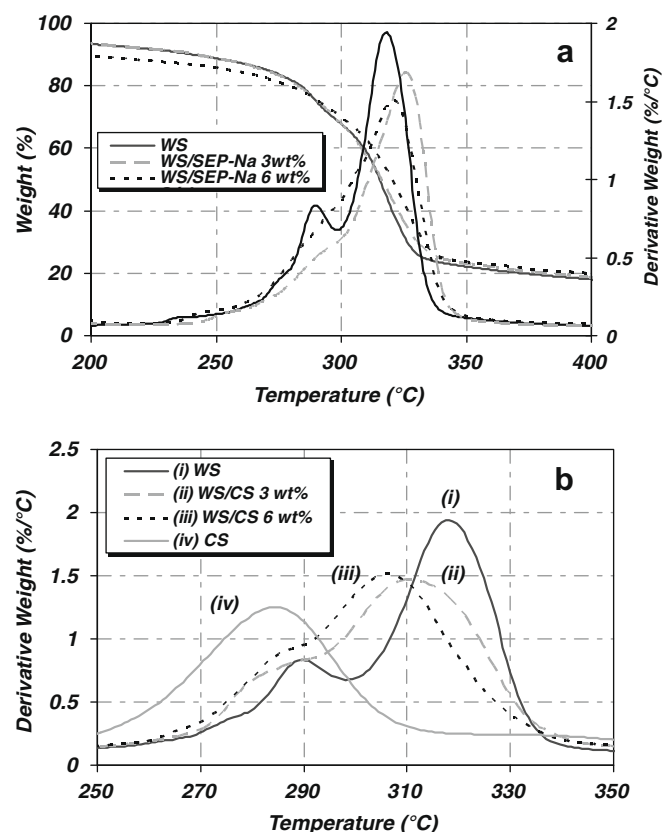 100
80
60
40
20
0
Weight (%)
2
1.5
1
0.5
0
Derivative Weight (%/°C)
a
WS
WS/SEP-Na 3wt%
WS/SEP-Na 6 wt%
200
250
300
350
400
Temperature (°C)
2.5
2
1.5
1
0.5
0
Derivative Weight (%/°C)
b
(i) WS
(ii) WS/CS 3 wt%
(iii) WS/CS 6 wt%
(iv) CS
(i)
(ii)
(iii)
(iv)
250
270
290
310
330
350
Temperature (°C)